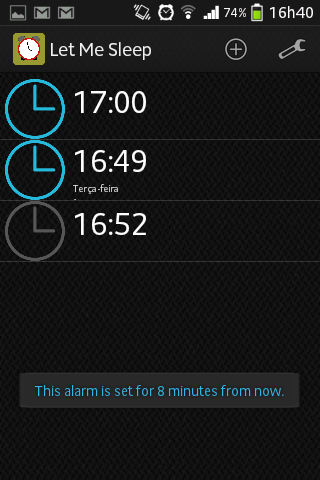 74% 16h40
Let Me Sleep
17:00
16:49
Terça-feira
16:52
This alarm is set for 8 minutes from now.